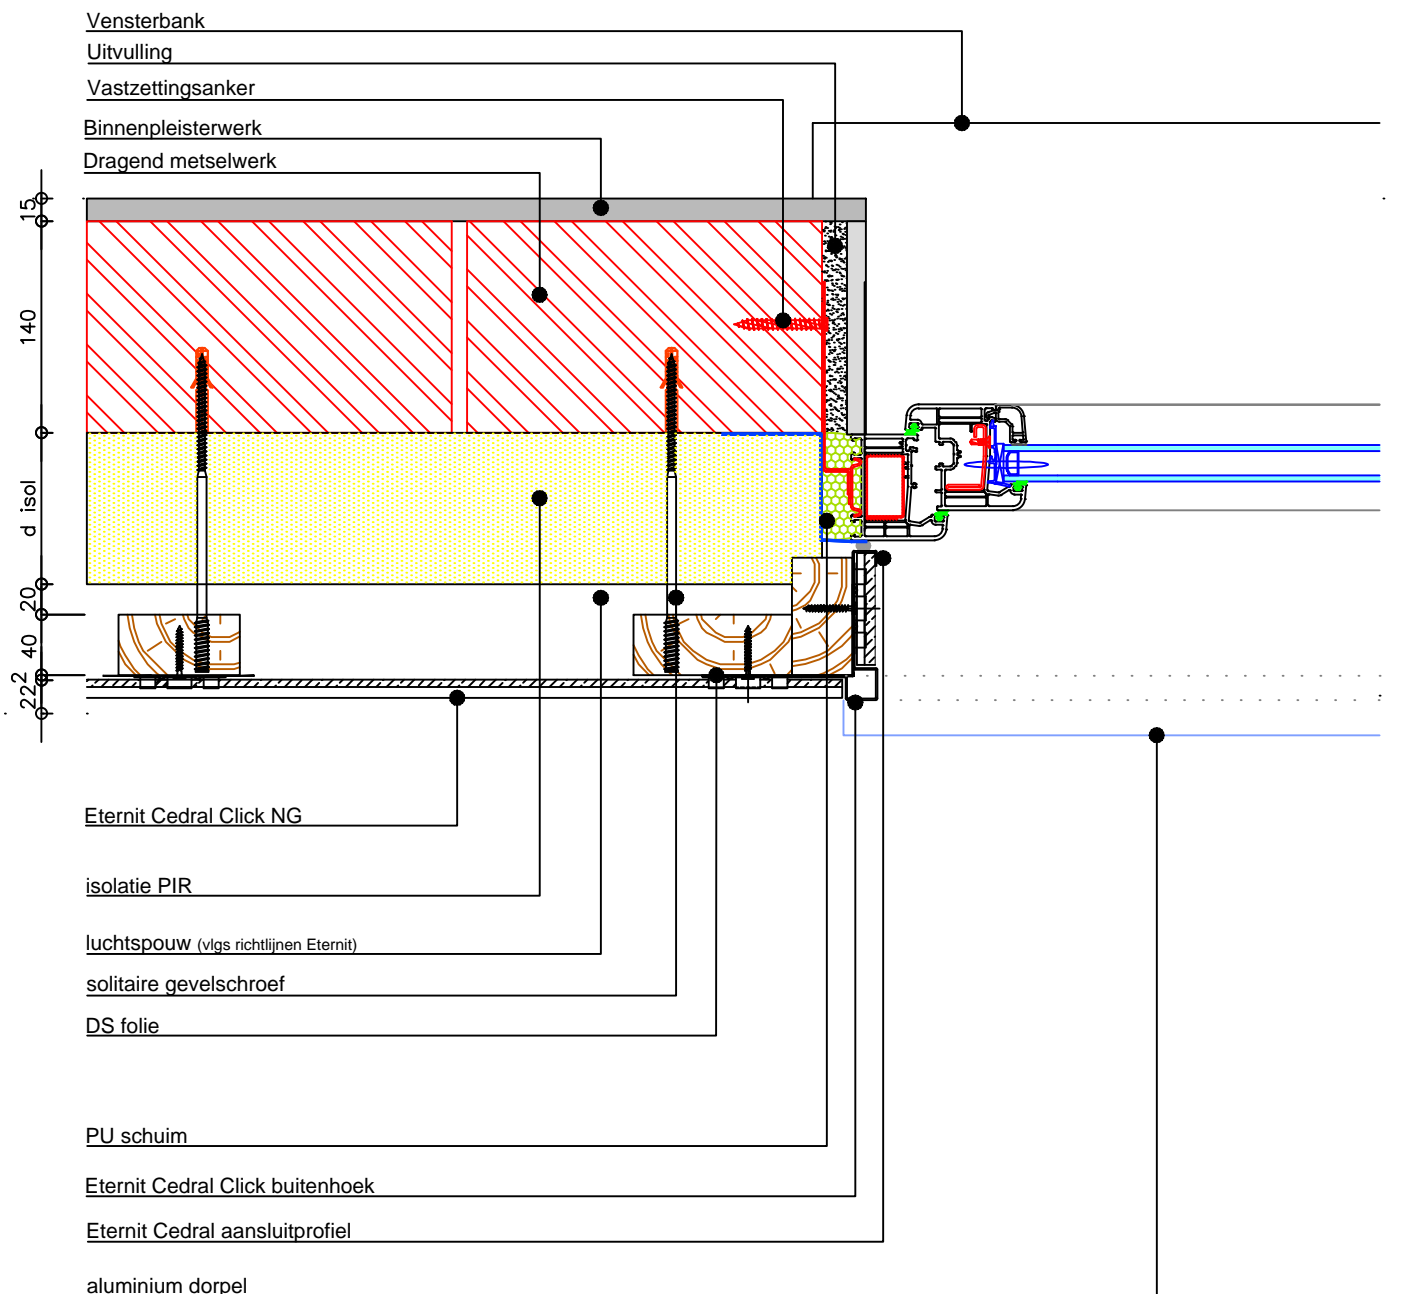 Vensterbank
Uitvulling
Vastzettingsanker
Binnenpleisterwerk
Dragend metselwerk
15
140
d isol
20
40
2
22
Eternit Cedral Click NG
isolatie PIR
luchtspouw (vlgs richtlijnen Eternit)
solitaire gevelschroef
DS folie
PU schuim
Eternit Cedral Click buitenhoek
Eternit Cedral aansluitprofiel
aluminium dorpel